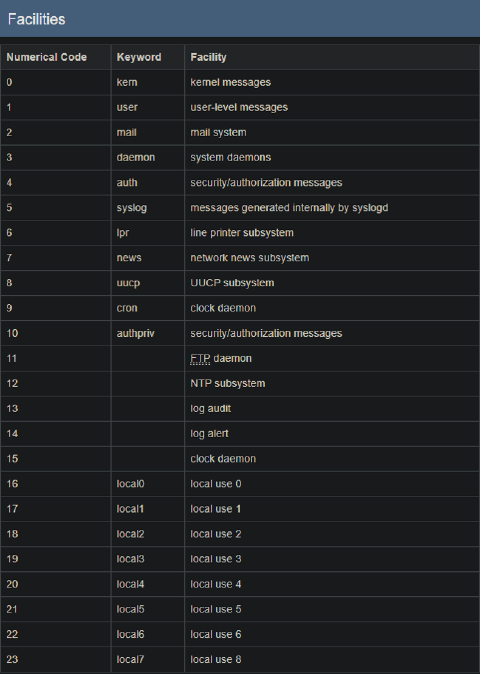 Facilities
Numerical Code Keyword Facility
0 kern kernel messages
1 user user-level messages
2 mail mail system
3 daemon system daemons
4 auth security/authorization messages
5 syslog messages generated internally by syslogd
6 lpr line printer subsystem
7 news network news subsystem
8 uucp UUCP subsystem
9 cron clock daemon
10 authpriv security/authorization messages
11 FTP daemon
12 NTP subsystem
13 log audit
14 log alert
15 clock daemon
16 local0 local use 0
17 local1 local use 1
18 local2 local use 2
19 local3 local use 3
20 local4 local use 4
21 local5 local use 5
22 local6 local use 6
23 local7 local use 8